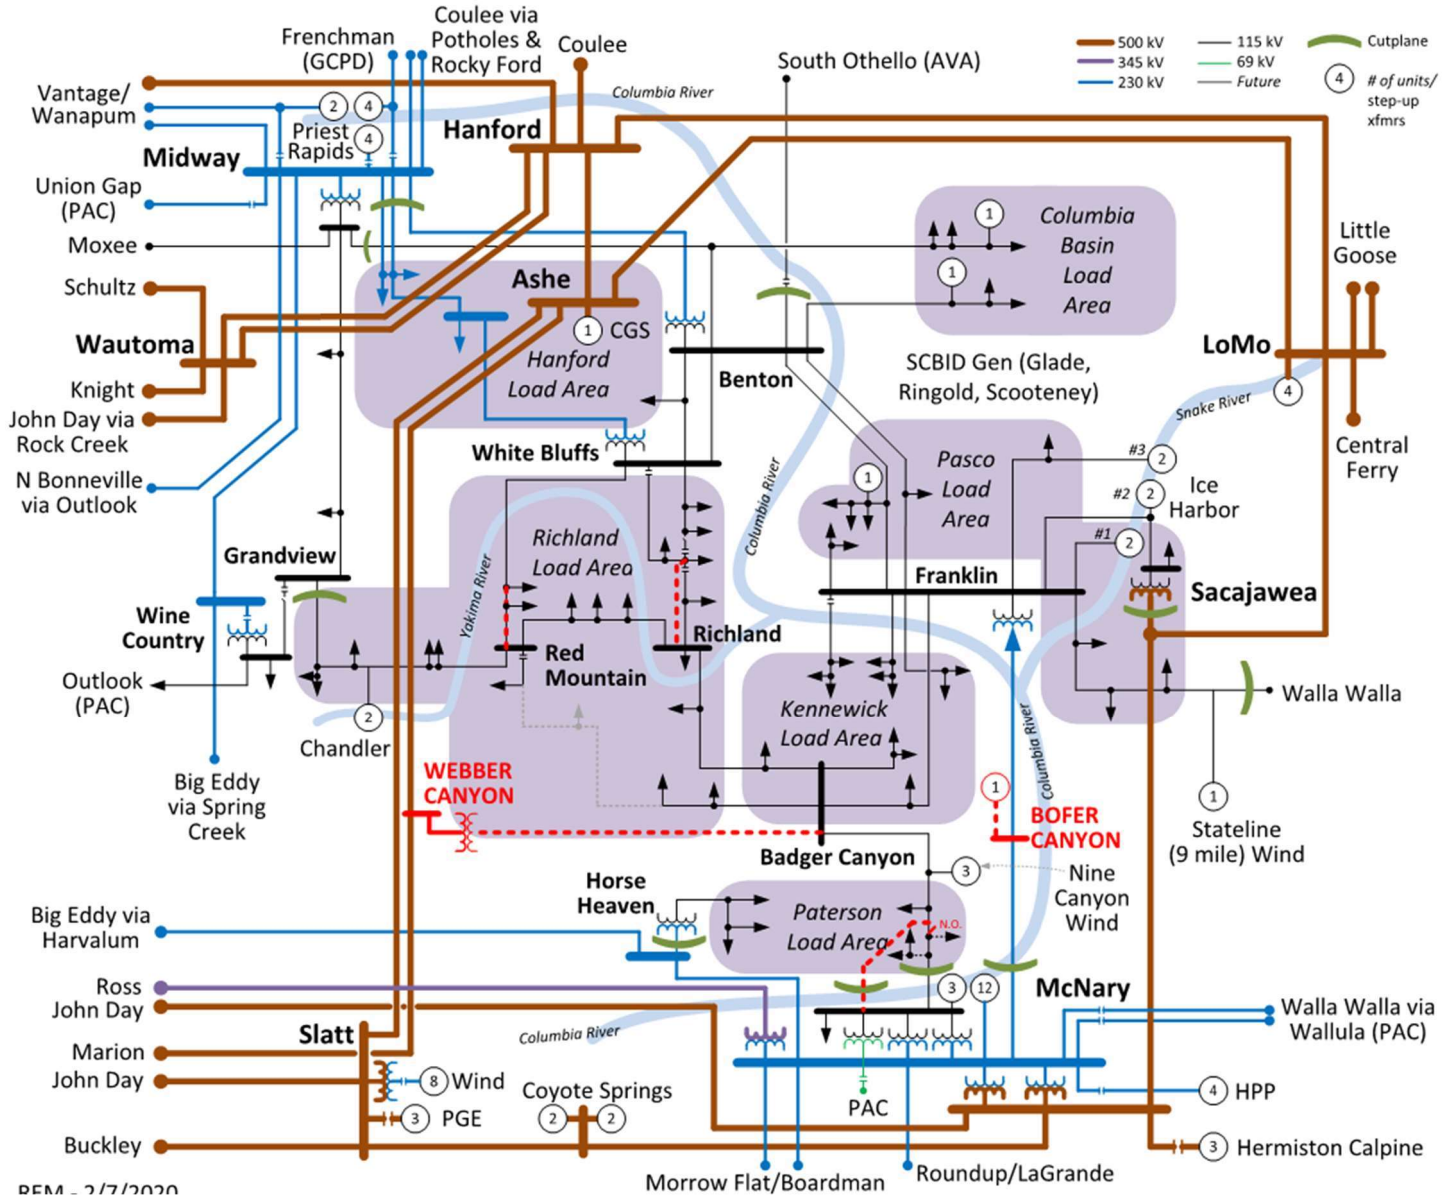 Coulee via
Potholes &
Rocky Ford
Frenchman
(GCPD)
Coulee
South Othello (AVA)
500 kV
345 kV
230 kV
115 kV
69 kV
Future
Cutplane
4
# of units/
step-up
xfmrs
Vantage/
Wanapum
2
4
Priest
Rapids
4
Columbia River
Hanford
Midway
Union Gap
(PAC)
Moxee
Schultz
Wautoma
Knight
John Day via
Rock Creek
N Bonneville
via Outlook
Ashe
1
CGS
Hanford
Load Area
1
Columbia
Basin
Load
Area
1
Little
Goose
LoMo
4
Snake River
Central
Ferry
Benton
SCBID Gen (Glade,
Ringold, Scooteney)
White Bluffs
Columbia River
1
Pasco
Load
Area
#3
2
#2
2
Ice
Harbor
#1
2
Grandview
Richland
Load Area
Yakima River
Franklin
Sacajawea
Wine
Country
Red
Mountain
Richland
Outlook
(PAC)
2
Chandler
Kennewick
Load Area
Columbia River
Walla Walla
Big Eddy
via Spring
Creek
WEBBER
CANYON
1
BOFER
CANYON
1
Stateline
(9 mile) Wind
Badger Canyon
3
Nine
Canyon
Wind
Horse
Heaven
Paterson
Load Area
N.O.
Big Eddy via
Harvalum
Ross
John Day
3
12
McNary
Walla Walla via
Wallula (PAC)
Slatt
Columbia River
Marion
John Day
8
Wind
3
PGE
Coyote Springs
2
2
PAC
4
HPP
Buckley
3
Hermiston Calpine
Morrow Flat/Boardman
Roundup/LaGrande
REM - 2/7/2020